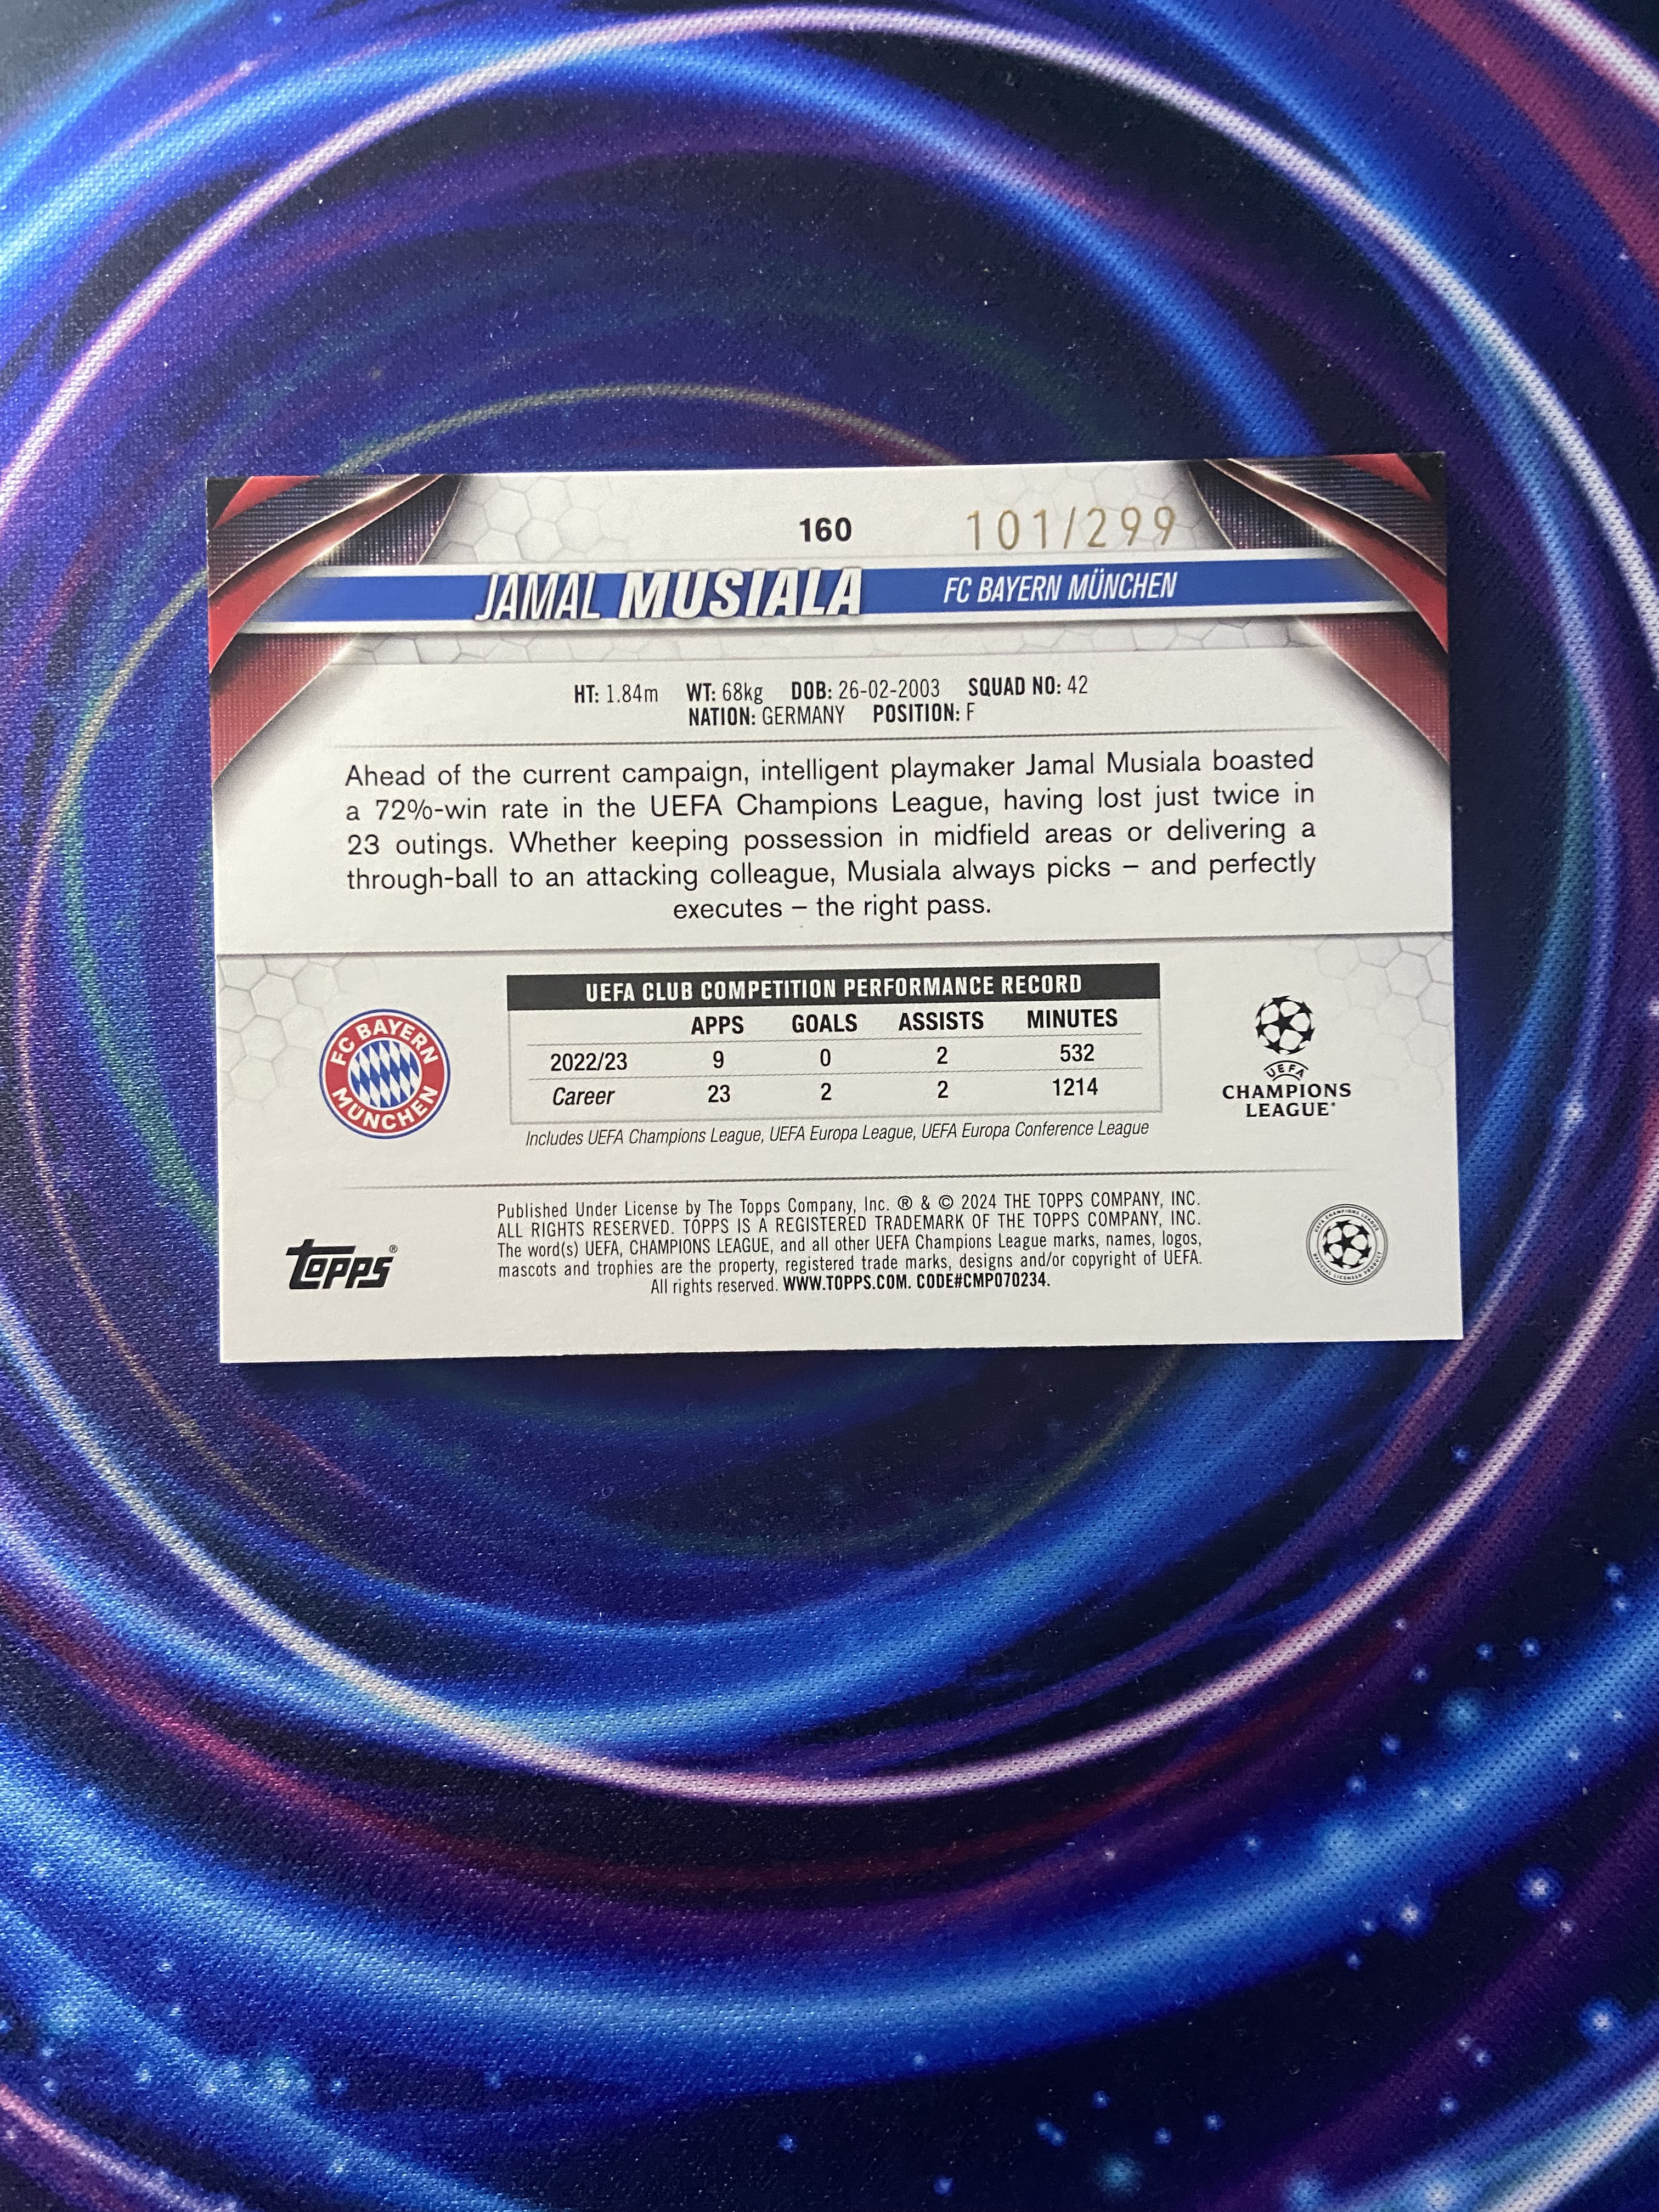 160 101/299
JAMAL MUSIALA FC BAYERN MÜNCHEN
HT: 1.84m WT: 68kg DOB: 26-02-2003 SQUAD NO: 42
NATION: GERMANY POSITION: F
Ahead of the current campaign, intelligent playmaker Jamal Musiala boasted
a 72%-win rate in the UEFA Champions League, having lost just twice in
23 outings. Whether keeping possession in midfield areas or delivering a
through-ball to an attacking colleague, Musiala always picks – and perfectly
executes – the right pass.
UEFA CLUB COMPETITION PERFORMANCE RECORD
APPS GOALS ASSISTS MINUTES
2022/23 9 0 2 532
Career 23 2 2 1214
Includes UEFA Champions League, UEFA Europa League, UEFA Europa Conference League
FC BAYERN
MÜNCHEN
UEFA
CHAMPIONS
LEAGUE
Published Under License by The Topps Company, Inc. ® & © 2024 THE TOPPS COMPANY, INC.
ALL RIGHTS RESERVED. TOPPS IS A REGISTERED TRADEMARK OF THE TOPPS COMPANY, INC.
The word(s) UEFA, CHAMPIONS LEAGUE, and all other UEFA Champions League marks, names, logos,
mascots and trophies are the property, registered trade marks, designs and/or copyright of UEFA.
All rights reserved. WWW.TOPPS.COM. CODE#CMP070234.
topps®
UEFA CHAMPIONS LEAGUE
OFFICIAL LICENSED PRODUCT